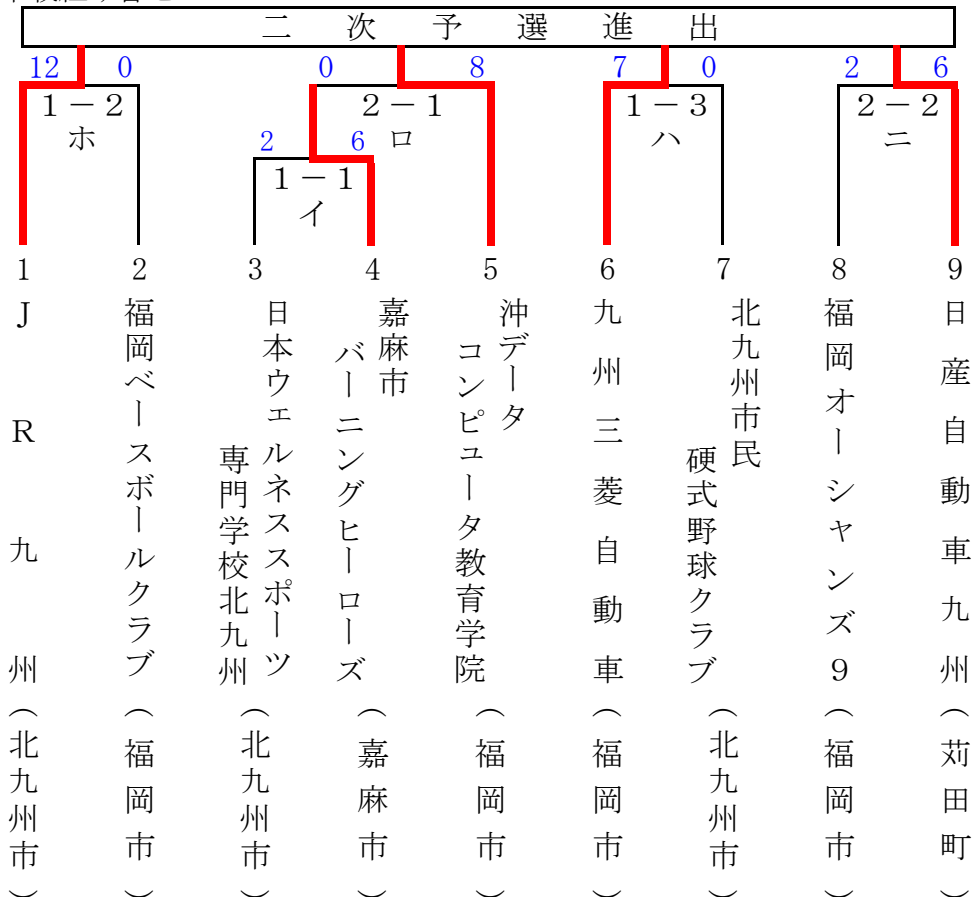 二次予選進出
12 0 0 8 7 0 2 6
1－2 2－1 1－3 2－2
ホ ロ ハ ニ
2 6
1－1
イ
1 2 3 4 5 6 7 8 9
JR九州(北九州市)
福岡ベースボールクラブ(福岡市)
日本ウェルネススポーツ
専門学校北九州(北九州市)
嘉麻市
バーニングヒーローズ(嘉麻市)
沖データ
コンピュータ教育学院(福岡市)
九州三菱自動車(福岡市)
北九州市民
硬式野球クラブ(北九州市)
福岡オーシャンズ9(福岡市)
日産自動車九州(苅田町)